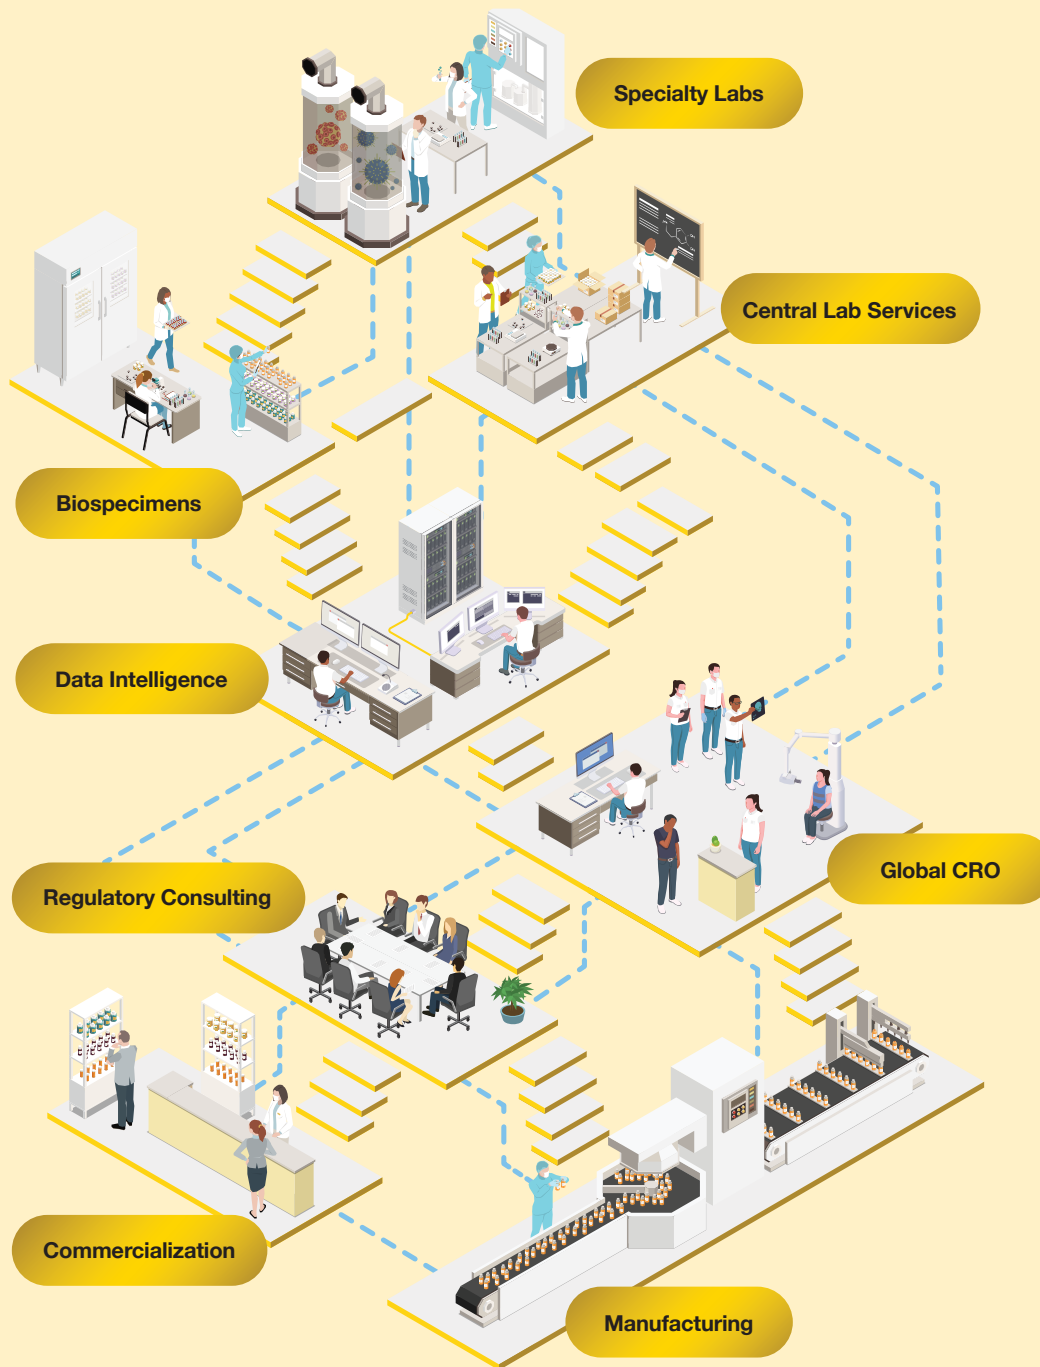 Specialty Labs
Central Lab Services
Biospecimens
Data Intelligence
Regulatory Consulting
Global CRO
Commercialization
Manufacturing